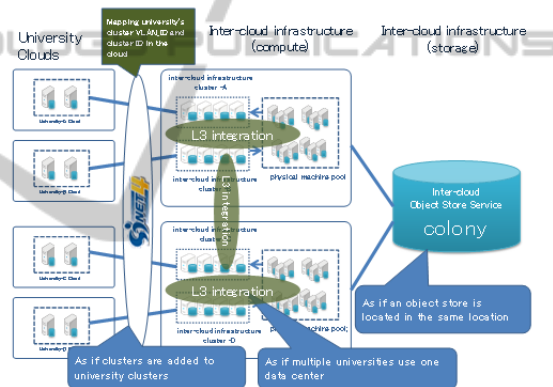 University
Clouds
Mapping university's
cluster VLAN ID and
cluster ID in the
cloud
Inter-cloud infrastructure
(compute)
Inter-cloud infrastructure
(storage)
PUBLICATIONS
inter-cloud infrastructure
cluster -A
L3 integration
inter-cloud infrastructure
physical machine pool
L3 integration
SINET4
inter-cloud infrastructure
L3 integration
inter-cloud infrastructure
cluster -D
Inter-cloud
Object Store Service
colony
As if an object store is
located in the same location
As if clusters are added to
university clusters
As if multiple universities use one
data center